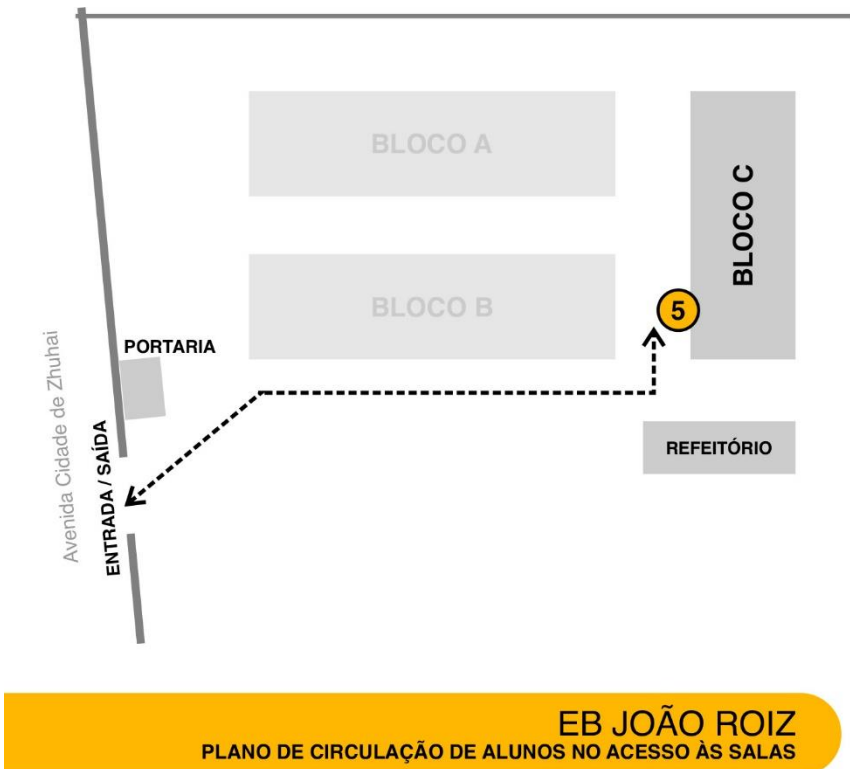 BLOCO A
BLOCO C
BLOCO B
5
PORTARIA
Avenida Cidade de Zhuhai
ENTRADA / SAÍDA
REFEITÓRIO
EB JOÃO ROIZ
PLANO DE CIRCULAÇÃO DE ALUNOS NO ACESSO ÀS SALAS